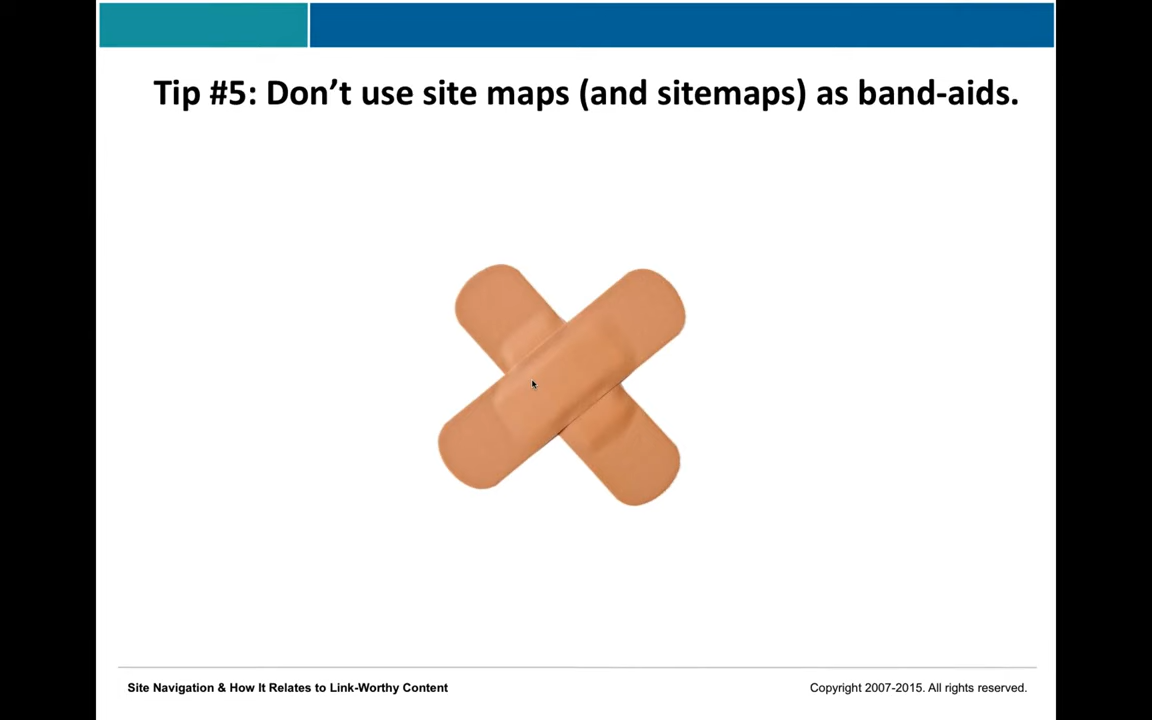 Tip #5: Don’t use site maps (and sitemaps) as band-aids.
Site Navigation & How It Relates to Link-Worthy Content
Copyright 2007-2015. All rights reserved.